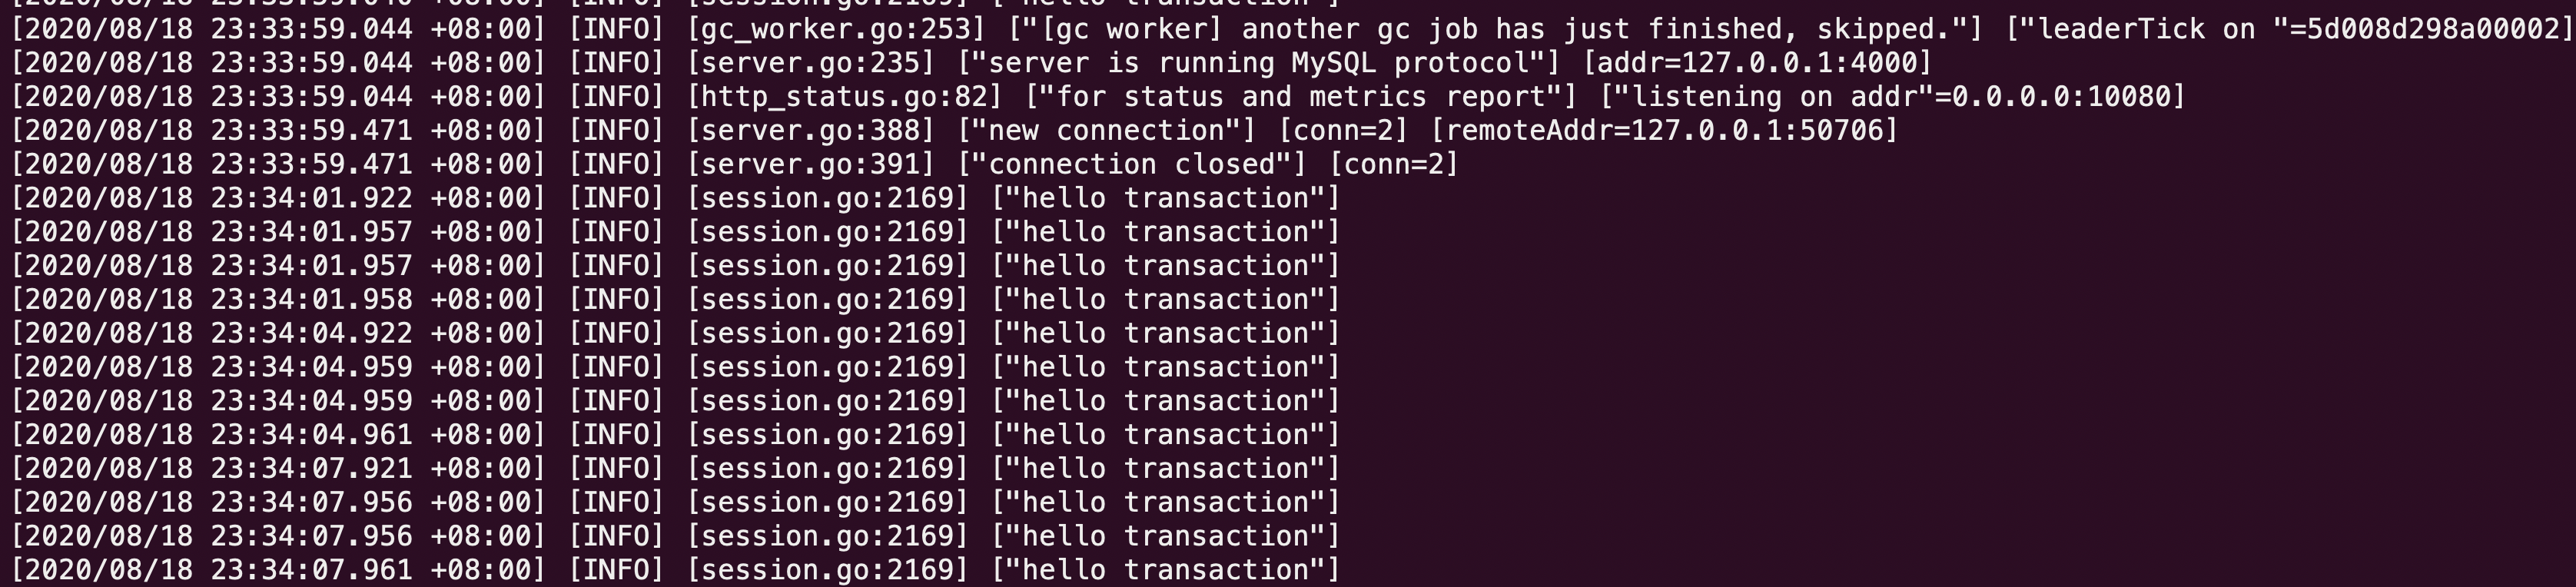 [2020/08/18 23:33:59.044 +08:00] [INFO] [gc_worker.go:253] ["[gc worker] another gc job has just finished, skipped."] ["leaderTick on "=5d008d298a00002]
[2020/08/18 23:33:59.044 +08:00] [INFO] [server.go:235] ["server is running MySQL protocol"] [addr=127.0.0.1:4000]
[2020/08/18 23:33:59.044 +08:00] [INFO] [http_status.go:82] ["for status and metrics report"] ["listening on addr"=0.0.0.0:10080]
[2020/08/18 23:33:59.471 +08:00] [INFO] [server.go:388] ["new connection"] [conn=2] [remoteAddr=127.0.0.1:50706]
[2020/08/18 23:33:59.471 +08:00] [INFO] [server.go:391] ["connection closed"] [conn=2]
[2020/08/18 23:34:01.922 +08:00] [INFO] [session.go:2169] ["hello transaction"]
[2020/08/18 23:34:01.957 +08:00] [INFO] [session.go:2169] ["hello transaction"]
[2020/08/18 23:34:01.957 +08:00] [INFO] [session.go:2169] ["hello transaction"]
[2020/08/18 23:34:01.958 +08:00] [INFO] [session.go:2169] ["hello transaction"]
[2020/08/18 23:34:04.922 +08:00] [INFO] [session.go:2169] ["hello transaction"]
[2020/08/18 23:34:04.959 +08:00] [INFO] [session.go:2169] ["hello transaction"]
[2020/08/18 23:34:04.959 +08:00] [INFO] [session.go:2169] ["hello transaction"]
[2020/08/18 23:34:04.961 +08:00] [INFO] [session.go:2169] ["hello transaction"]
[2020/08/18 23:34:07.921 +08:00] [INFO] [session.go:2169] ["hello transaction"]
[2020/08/18 23:34:07.956 +08:00] [INFO] [session.go:2169] ["hello transaction"]
[2020/08/18 23:34:07.956 +08:00] [INFO] [session.go:2169] ["hello transaction"]
[2020/08/18 23:34:07.961 +08:00] [INFO] [session.go:2169] ["hello transaction"]